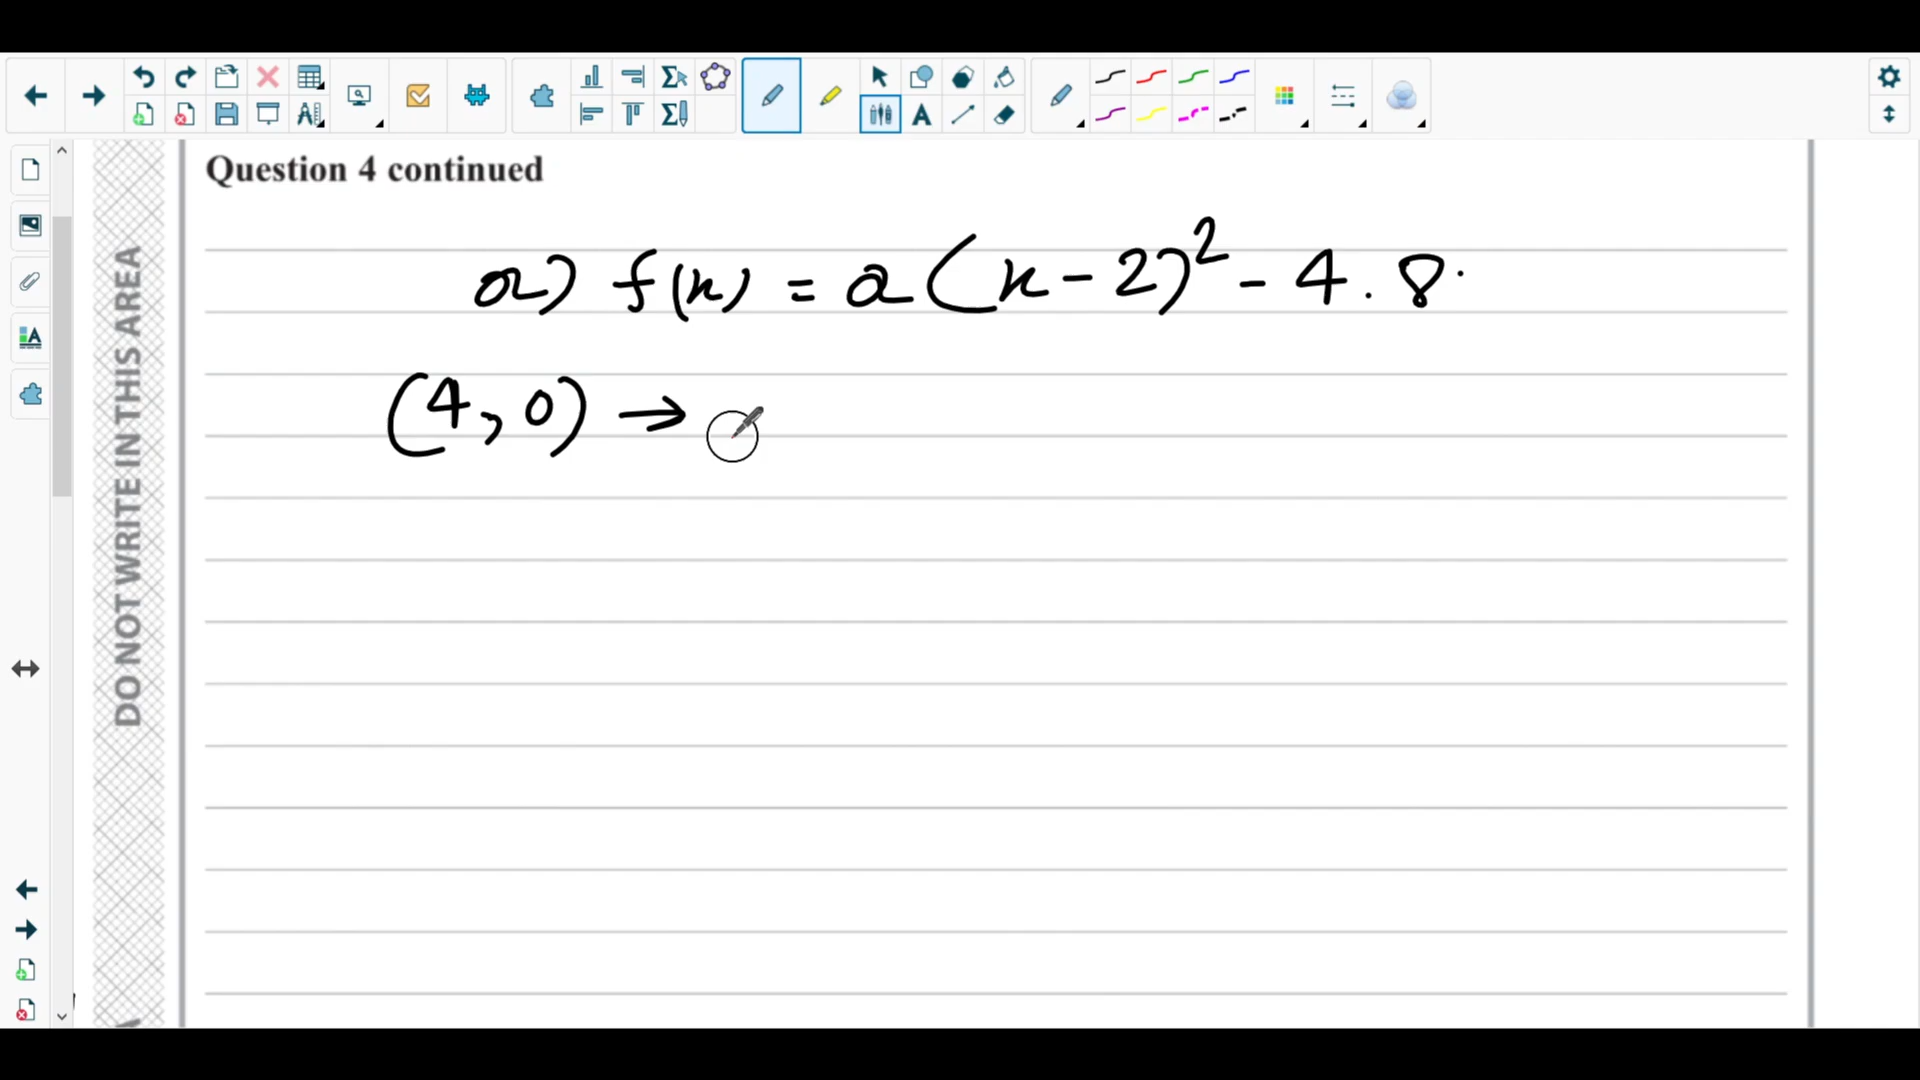 Question 4 continued
a) f(x) = a(x-2)² - 4.8.
(4,0) →
DO NOT WRITE IN THIS AREA